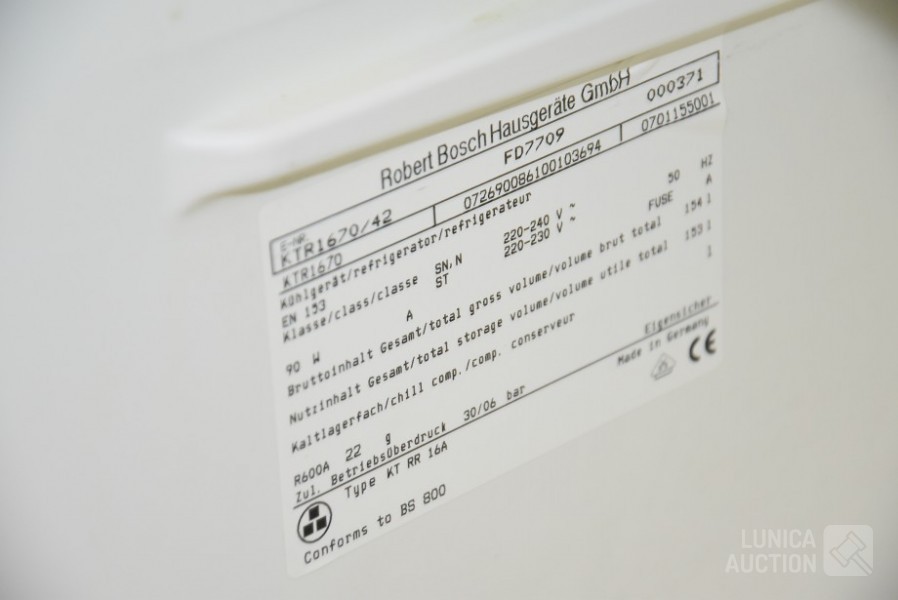 Robert Bosch Hausgeräte GmbH
E-NR.
KTR1670/42 FD7709 000371
KTR1670 072690086100103694 0701155001
Kühlgerät/refrigerator/refrigerateur
EN 153
Klasse/class/classe SN,N 220-240 V ~ 50 HZ
ST 220-230 V ~ FUSE A
90 W A
Bruttoinhalt Gesamt/total gross volume/volume brut total 154 l
Nutzinhalt Gesamt/total storage volume/volume utile total 153 l
Kaltlagerfach/chill comp./comp. conserveur l
Eigensicher
R600A 22 g Made in Germany CE
Zul. Betriebsüberdruck 30/06 bar
Type KT RR 16A
Conforms to BS 800
LUNICA
AUCTION